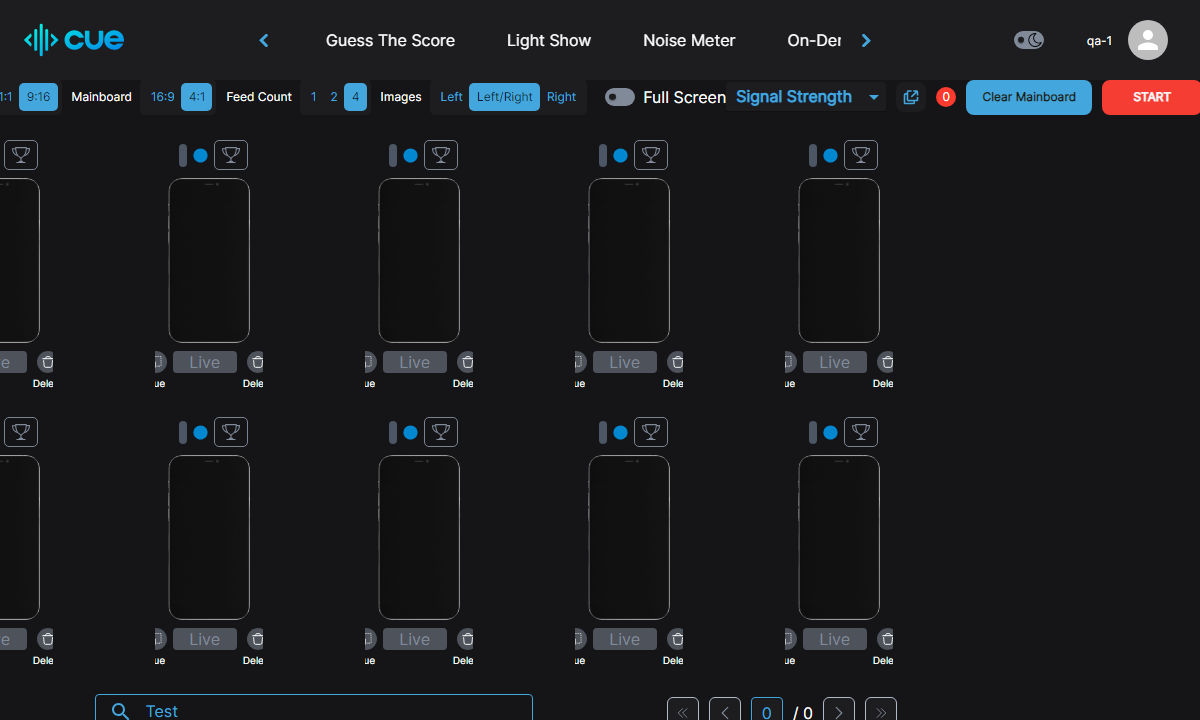 cue
Guess The Score Light Show Noise Meter On-Der
qa-1
1:1 9:16 Mainboard 16:9 4:1 Feed Count 1 2 4 Images Left Left/Right Right Full Screen Signal Strength 0 Clear Mainboard START
e Live Live Live Live
Dele ue Dele ue Dele ue Dele ue Dele
e Live Live Live Live
Dele ue Dele ue Dele ue Dele ue Dele
Test 0 / 0